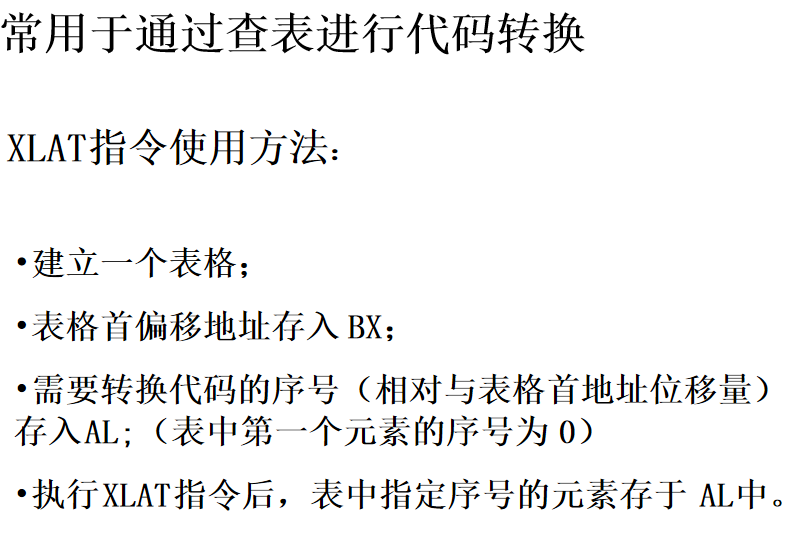 常用于通过查表进行代码转换
XLAT指令使用方法：
•建立一个表格；
•表格首偏移地址存入 BX；
•需要转换代码的序号（相对与表格首地址位移量）
存入AL;（表中第一个元素的序号为 0）
•执行XLAT指令后，表中指定序号的元素存于 AL中。